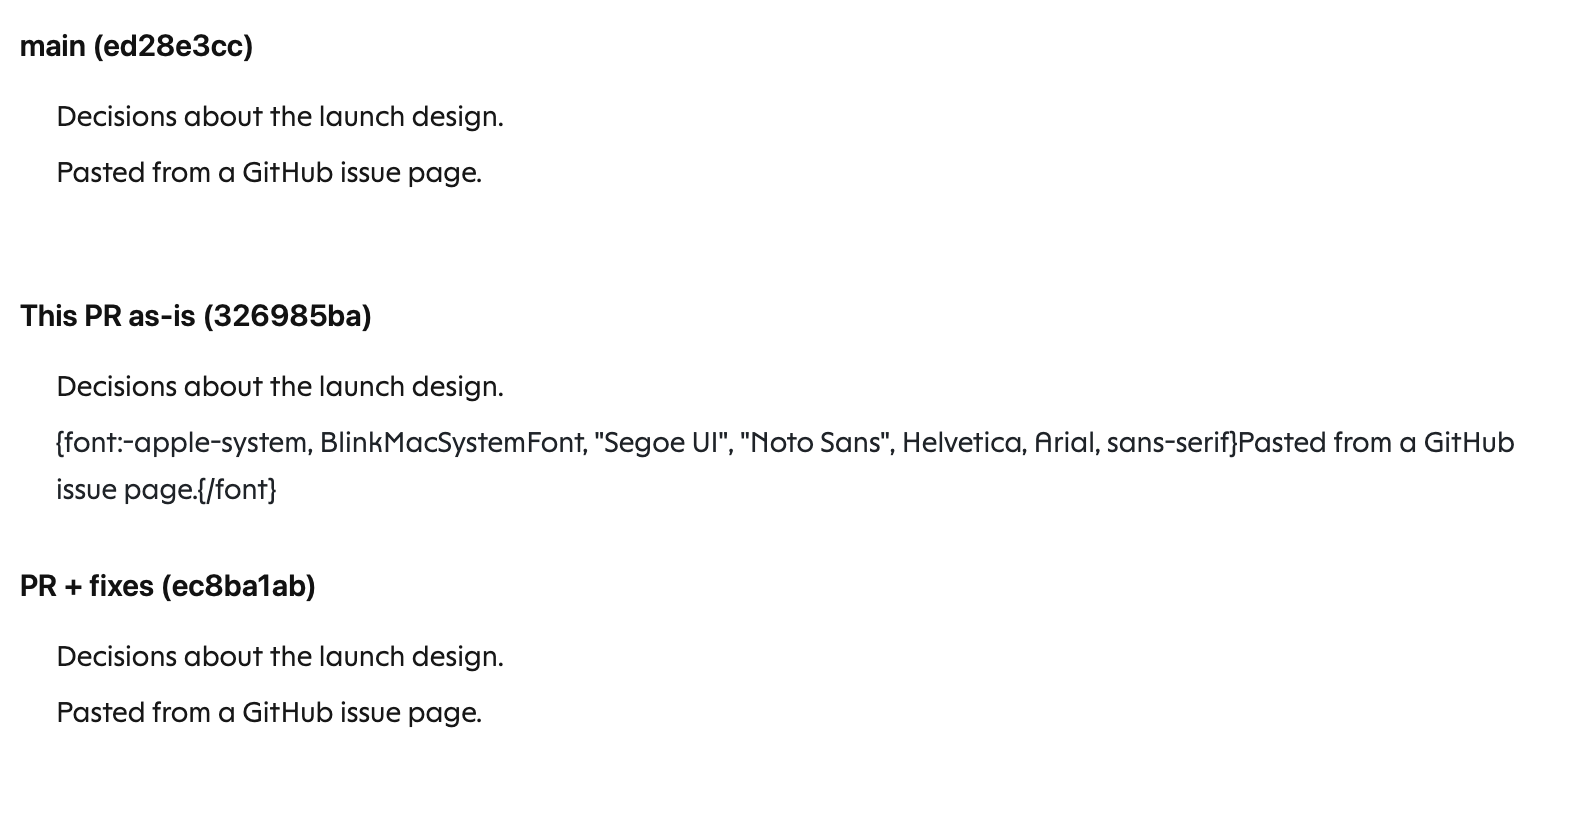 main (ed28e3cc)
Decisions about the launch design.
Pasted from a GitHub issue page.
This PR as-is (326985ba)
Decisions about the launch design.
{font:-apple-system, BlinkMacSystemFont, "Segoe UI", "Noto Sans", Helvetica, Arial, sans-serif}Pasted from a GitHub
issue page.{/font}
PR + fixes (ec8ba1ab)
Decisions about the launch design.
Pasted from a GitHub issue page.